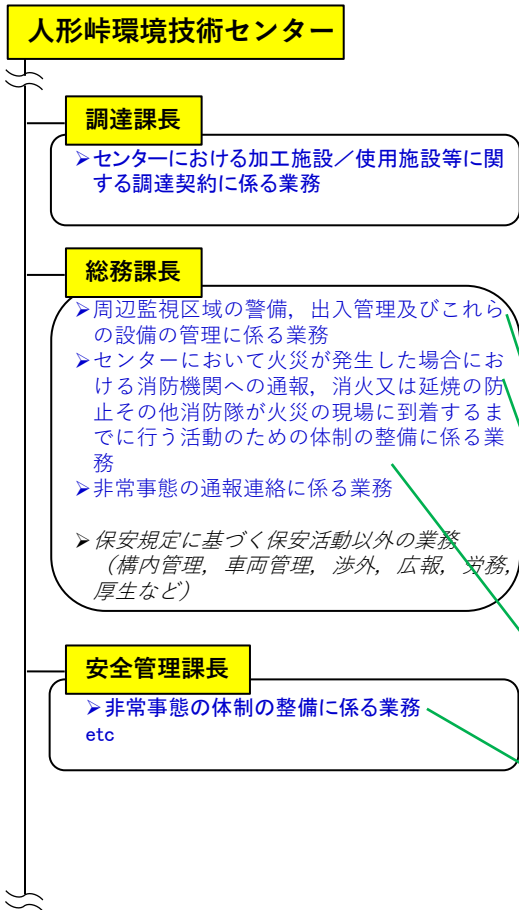 人形峠環境技術センター
調達課長
➢センターにおける加工施設／使用施設等に関
する調達契約に係る業務
総務課長
➢周辺監視区域の警備，出入管理及びこれら
の設備の管理に係る業務
➢センターにおいて火災が発生した場合にお
ける消防機関への通報，消火又は延焼の防
止その他消防隊が火災の現場に到着するま
でに行う活動のための体制の整備に係る業
務
➢非常事態の通報連絡に係る業務
➢保安規定に基づく保安活動以外の業務
（構内管理，車両管理，渉外，広報，労務，
厚生など）
安全管理課長
➢非常事態の体制の整備に係る業務
etc